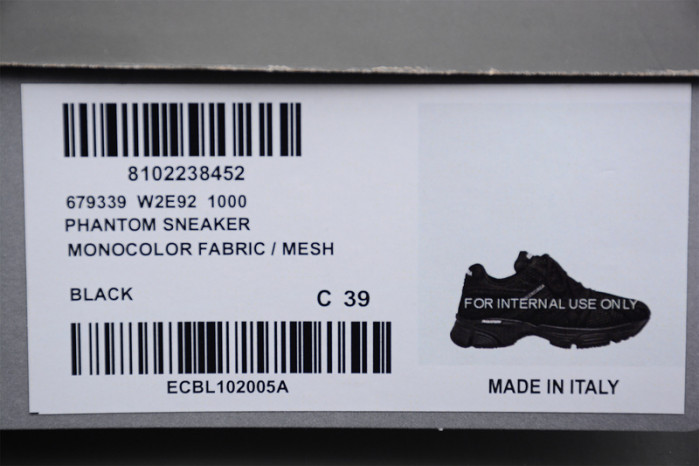 8102238452
679339 W2E92 1000
PHANTOM SNEAKER
MONOCOLOR FABRIC / MESH
BLACK
C 39
ECBL102005A
FOR INTERNAL USE ONLY
MADE IN ITALY